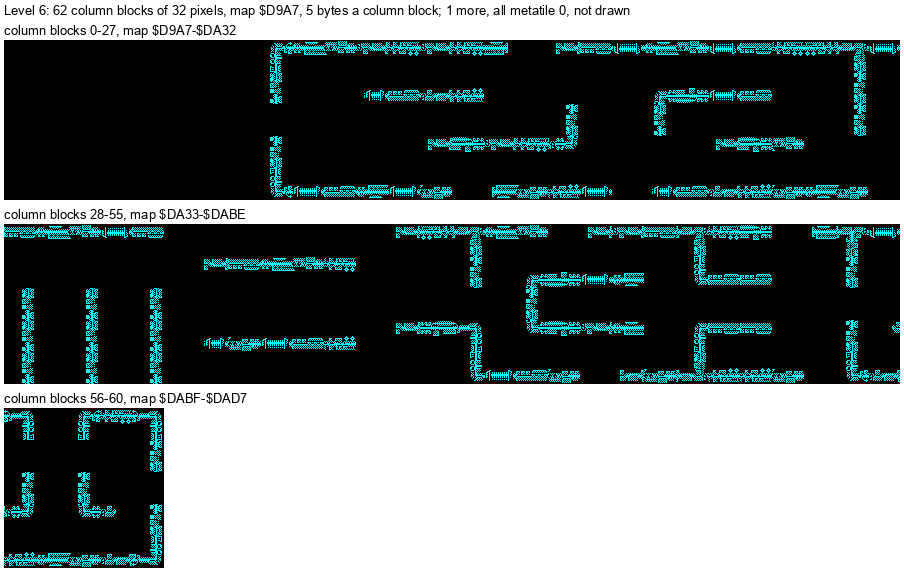 Level 6: 62 column blocks of 32 pixels, map $D9A7, 5 bytes a column block; 1 more, all metatile 0, not drawn
column blocks 0-27, map $D9A7-$DA32
column blocks 28-55, map $DA33-$DABE
column blocks 56-60, map $DABF-$DAD7